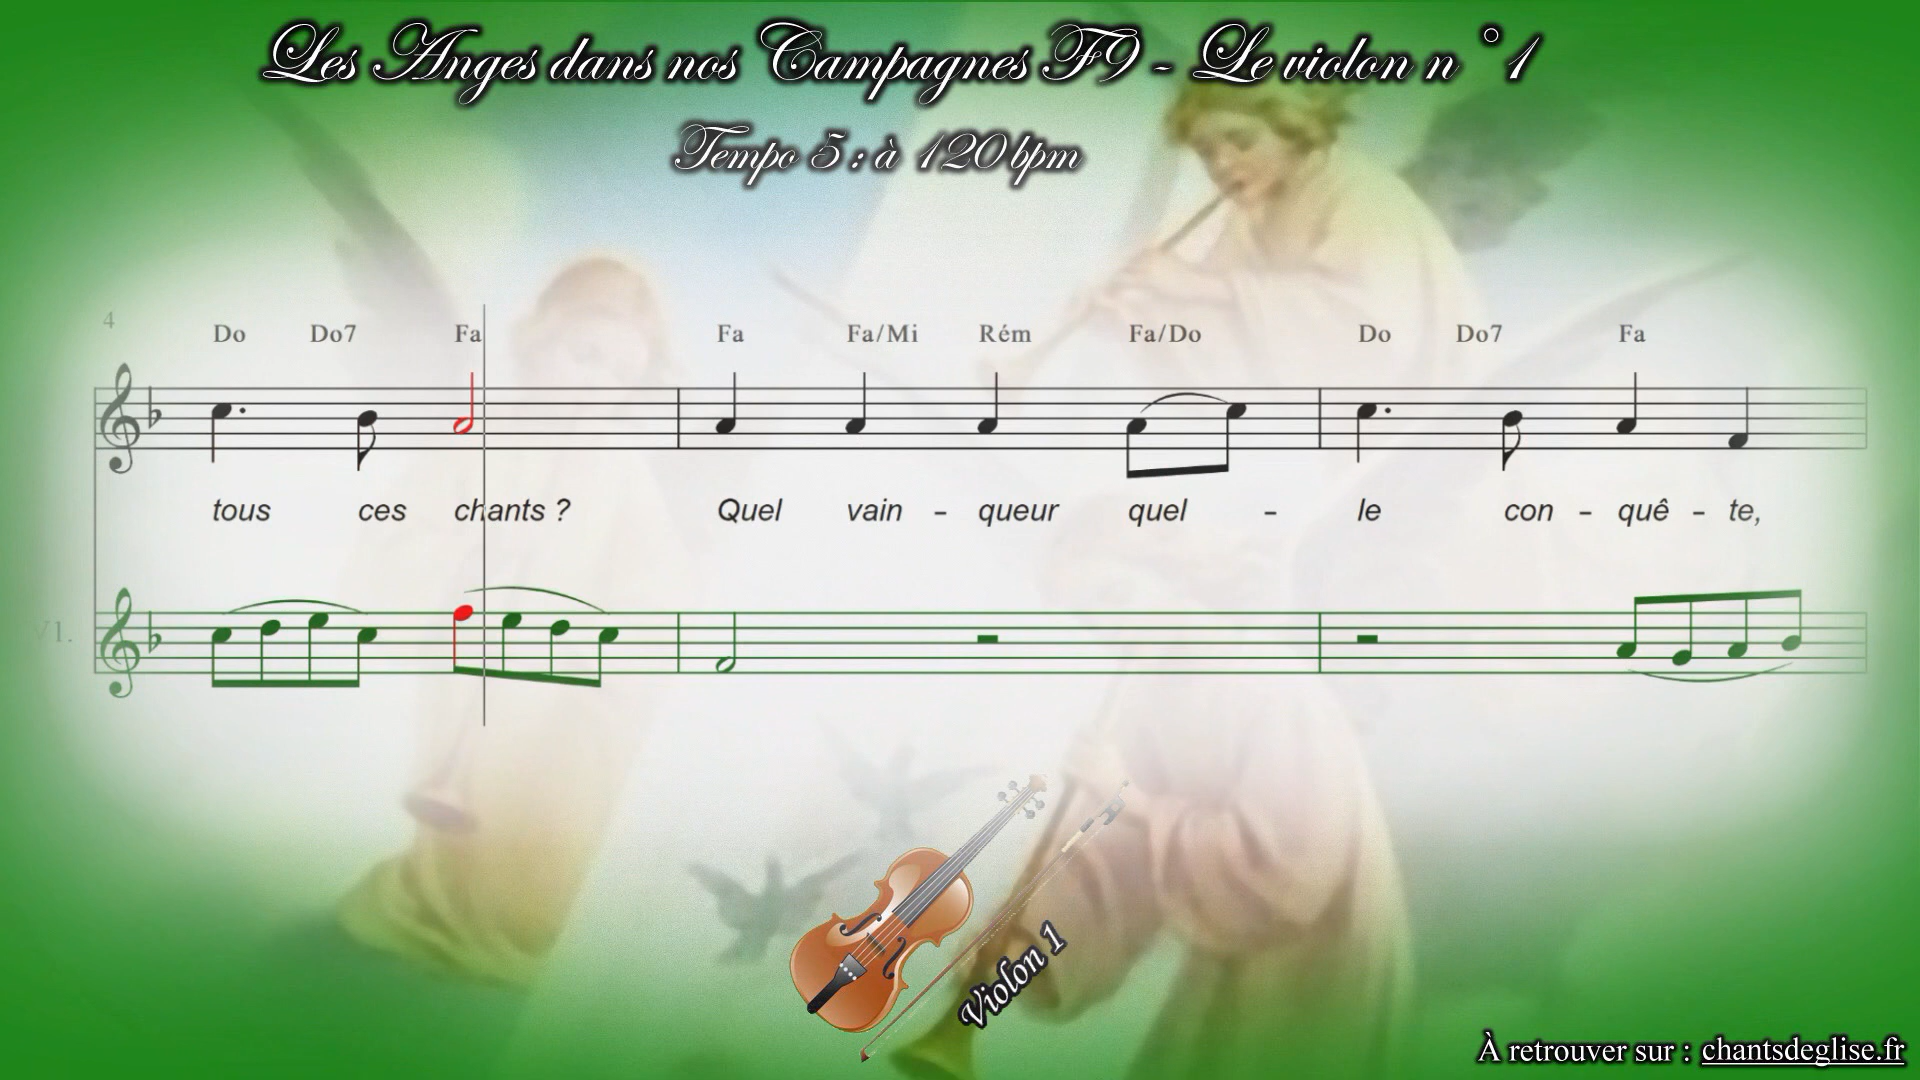 Les Anges dans nos Campagnes F9 - Le violon n°1
Tempo 5 : à 120 bpm
4
Do Do7 Fa Fa Fa/Mi Rém Fa/Do Do Do7 Fa
tous ces chants ? Quel vain - queur quel - le con - quê - te,
V1.
Violon 1
À retrouver sur : chantsdeglise.fr